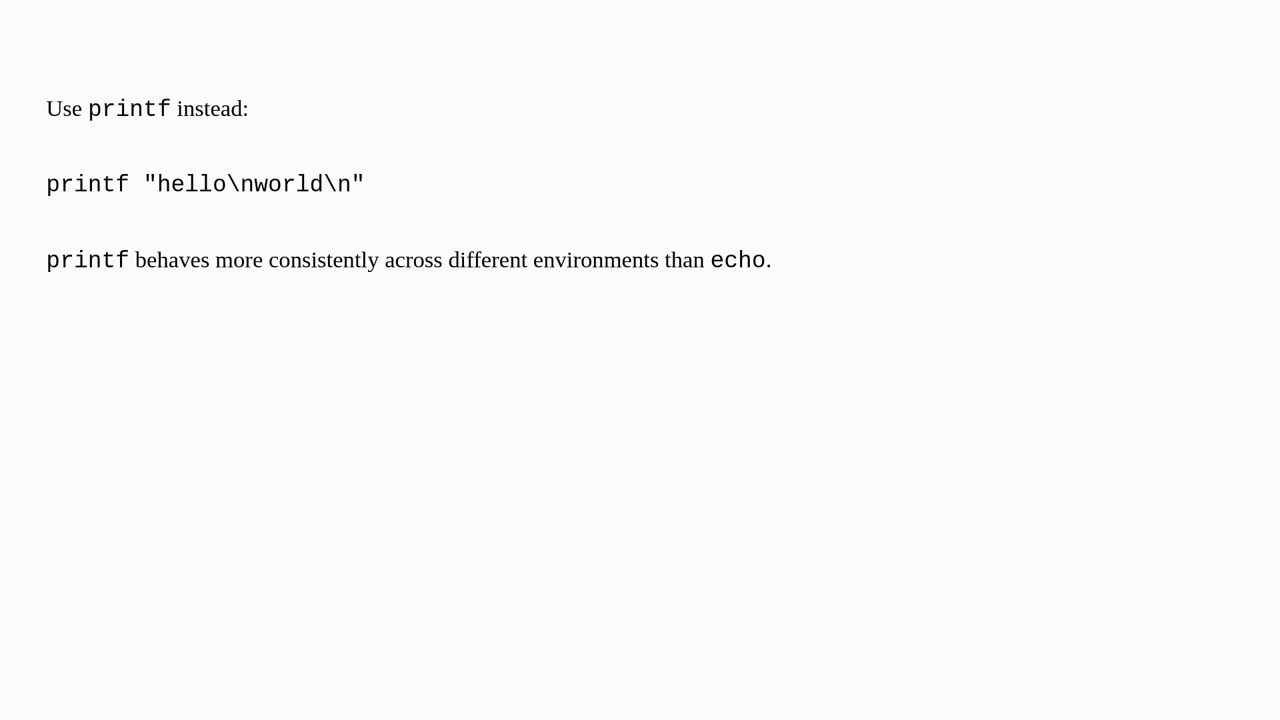 Use printf instead:
printf "hello\nworld\n"
printf behaves more consistently across different environments than echo.